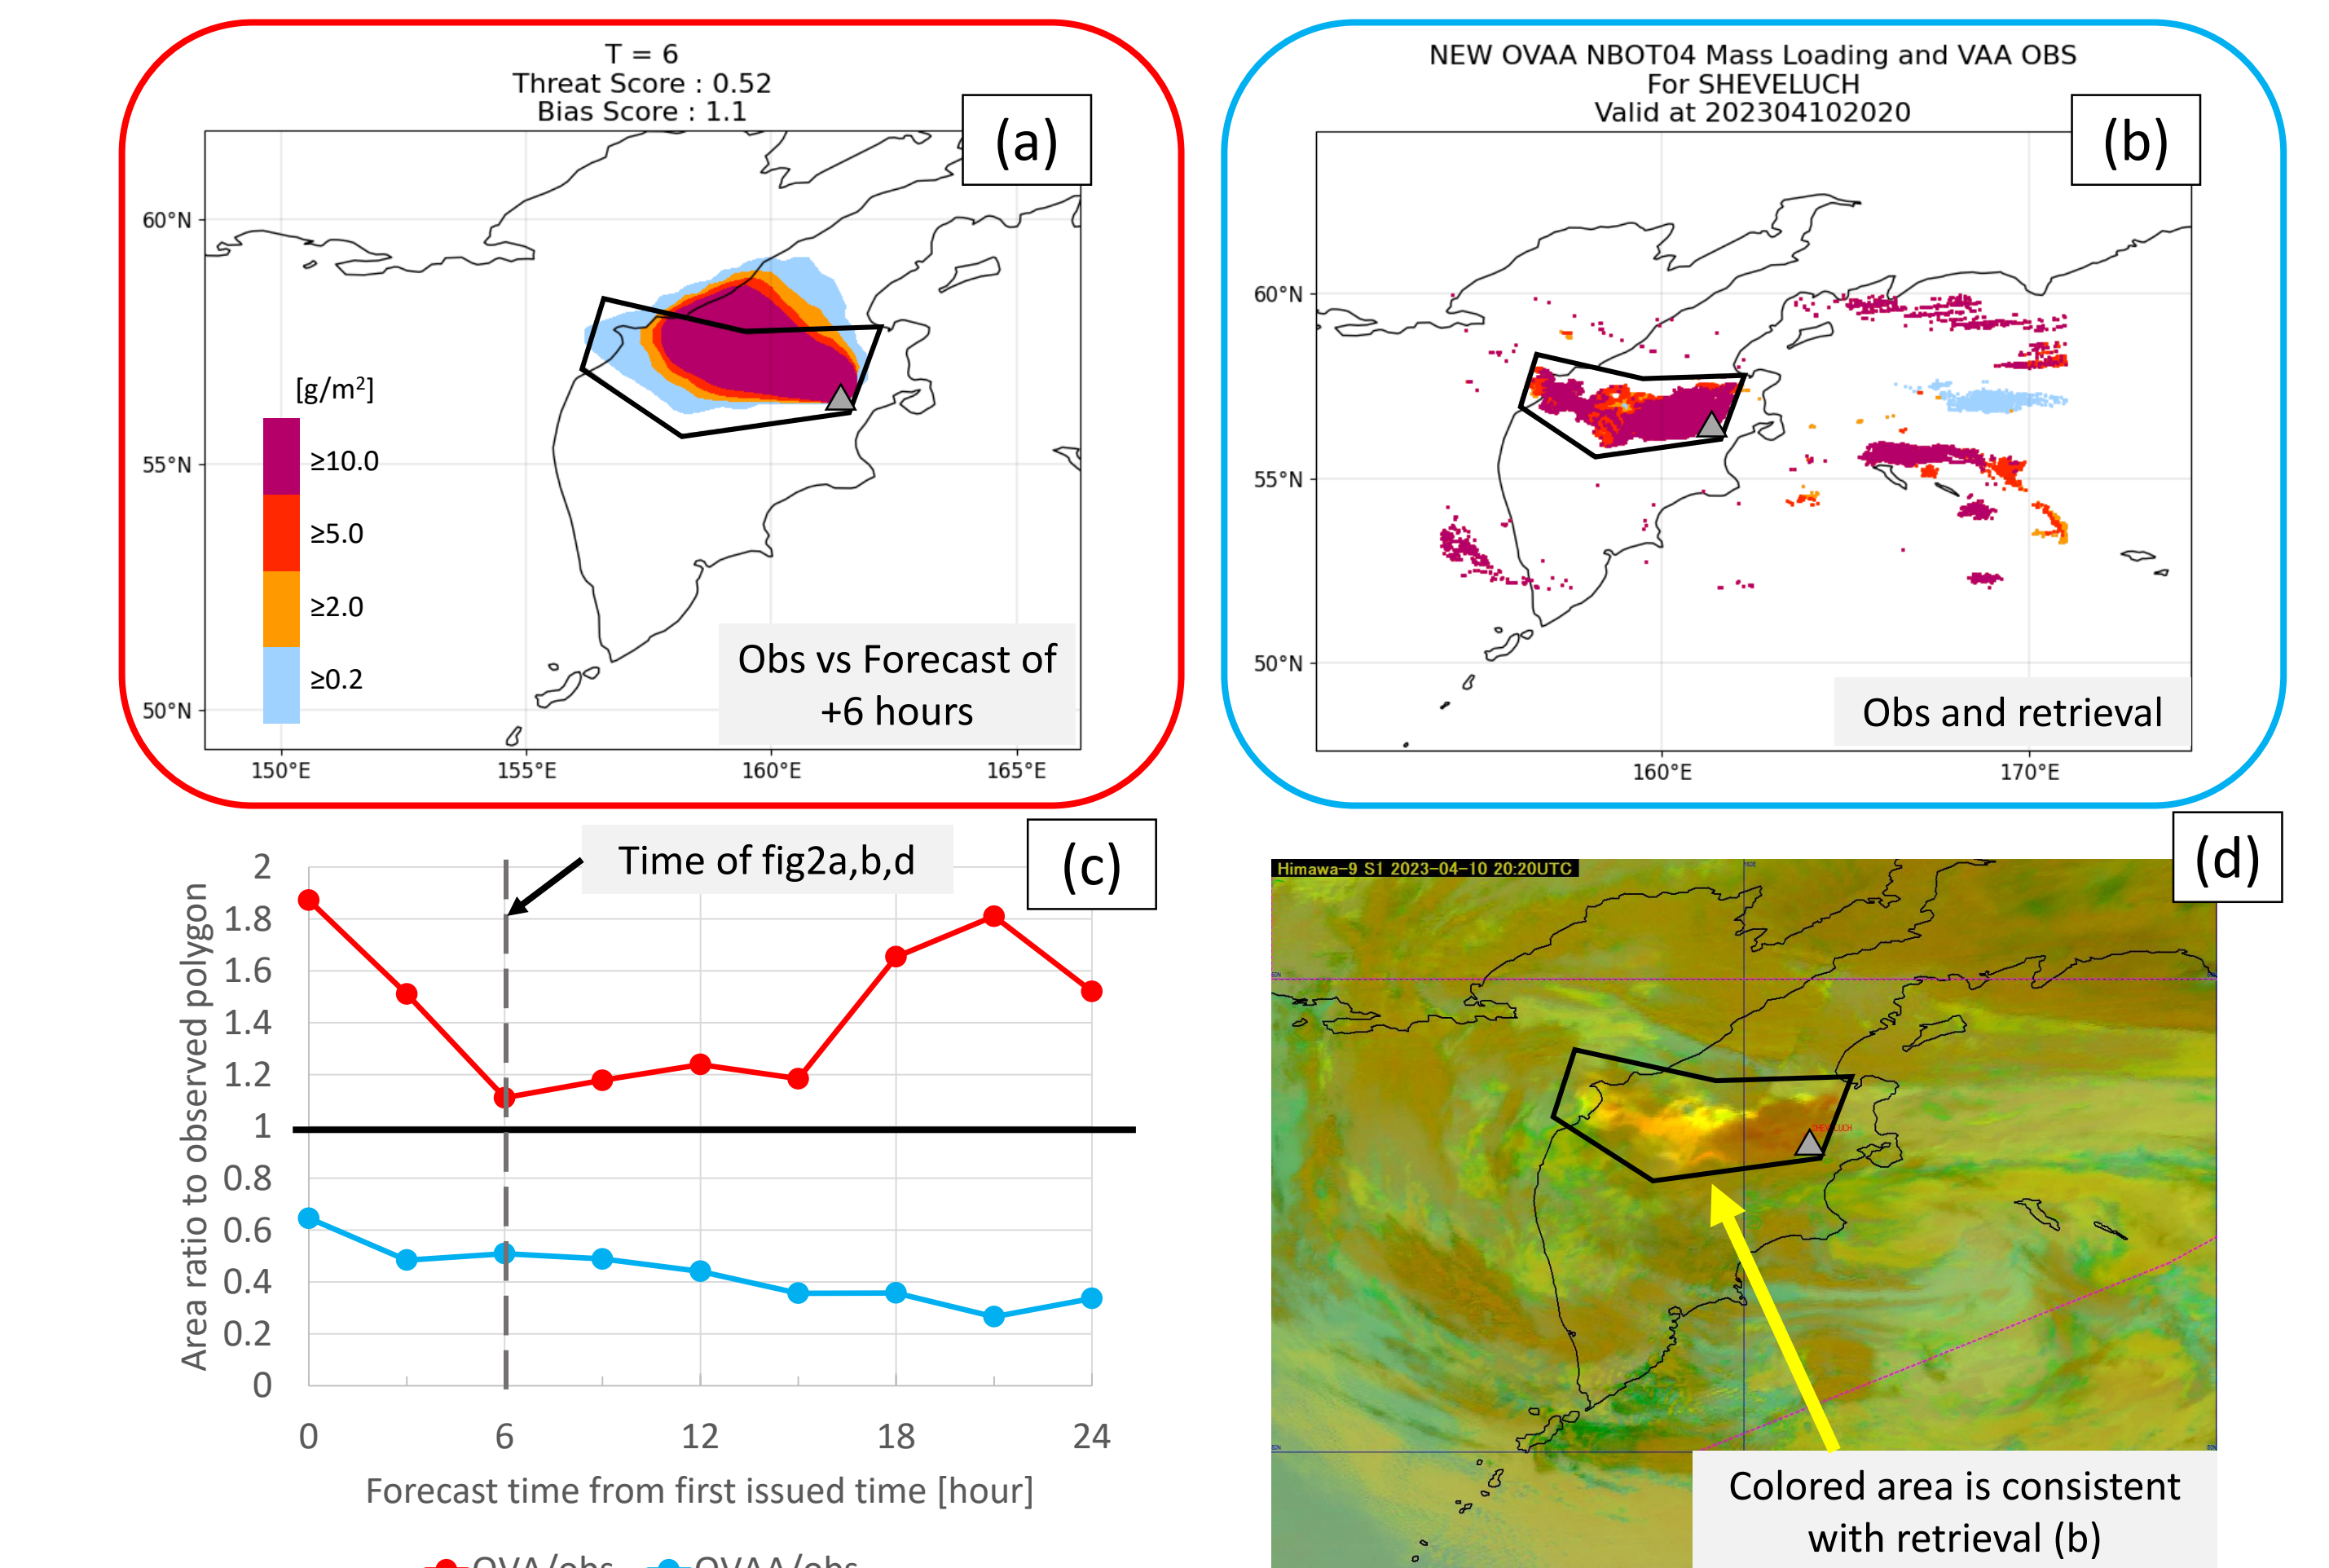 T = 6
Threat Score : 0.52
Bias Score : 1.1
(a)
60°N
55°N
50°N
[g/m²]
≥10.0
≥5.0
≥2.0
≥0.2
Obs vs Forecast of
+6 hours
150°E 155°E 160°E 165°E
NEW OVAA NBOT04 Mass Loading and VAA OBS
For SHEVELUCH
Valid at 202304102020
(b)
60°N
55°N
50°N
Obs and retrieval
160°E 170°E
Time of fig2a,b,d
(c)
Area ratio to observed polygon
2
1.8
1.6
1.4
1.2
1
0.8
0.6
0.4
0.2
0
0 6 12 18 24
Forecast time from first issued time [hour]
OVA/obs OVAA/obs
(d)
Himawa-9 S1 2023-04-10 20:20UTC
Colored area is consistent
with retrieval (b)